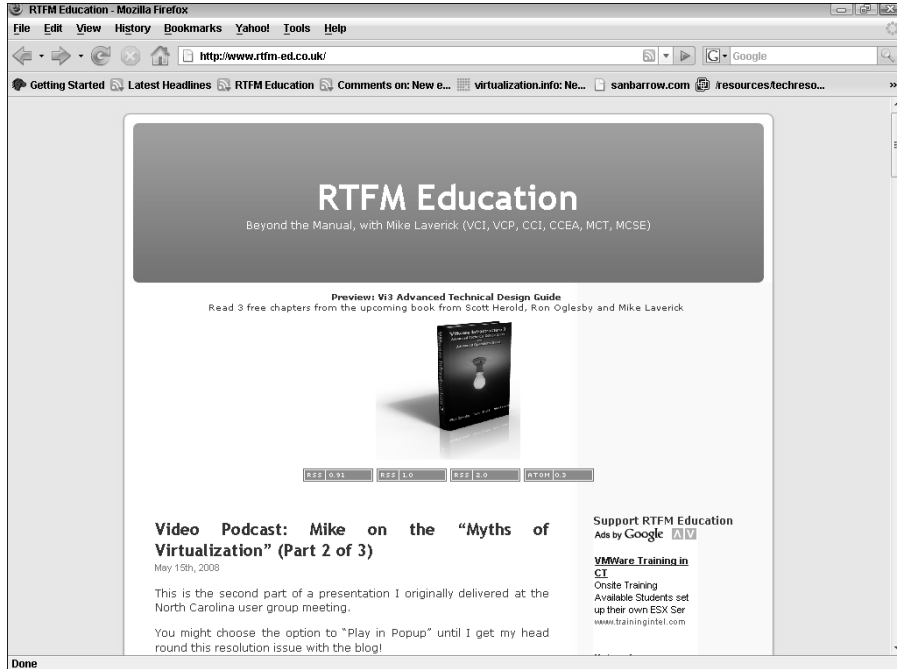 RTFM Education - Mozilla Firefox
File Edit View History Bookmarks Yahoo! Tools Help
http://www.rtfm-ed.co.uk/
G Google
Getting Started Latest Headlines RTFM Education Comments on: New e... virtualization.info: Ne... sanbarrow.com /resources/techreso... »
RTFM Education
Beyond the Manual, with Mike Laverick (VCI, VCP, CCI, CCEA, MCT, MCSE)
Preview: Vi3 Advanced Technical Design Guide
Read 3 free chapters from the upcoming book from Scott Herold, Ron Oglesby and Mike Laverick
VMware Infrastructure 3
RSS 0.91 RSS 1.0 RSS 2.0 ATOM 0.3
Video Podcast: Mike on the “Myths of
Virtualization” (Part 2 of 3)
May 15th, 2008
This is the second part of a presentation I originally delivered at the
North Carolina user group meeting.
You might choose the option to “Play in Popup” until I get my head
round this resolution issue with the blog!
Support RTFM Education
Ads by Google
VMWare Training in
CT
Onsite Training
Available Students set
up their own ESX Ser
www.trainingintel.com
Done